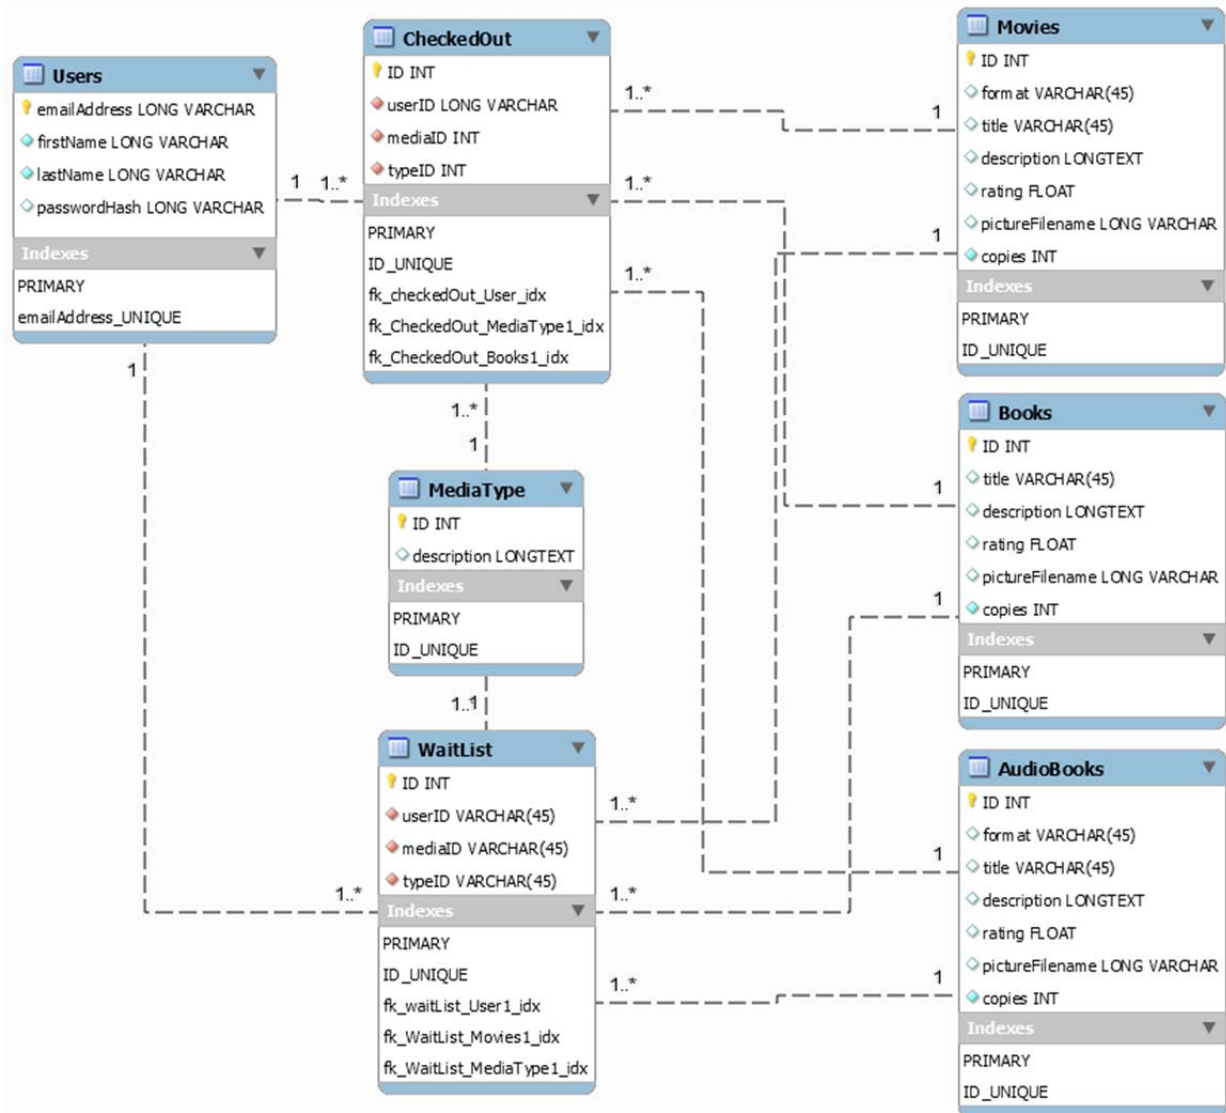 Users
emailAddress LONG VARCHAR
firstName LONG VARCHAR
lastName LONG VARCHAR
passwordHash LONG VARCHAR
Indexes
PRIMARY
emailAddress_UNIQUE
1
1..*
1
1..*
CheckedOut
ID INT
userID LONG VARCHAR
mediaID INT
typeID INT
Indexes
PRIMARY
ID_UNIQUE
fk_checkedOut_User_idx
fk_CheckedOut_MediaType1_idx
fk_CheckedOut_Books1_idx
1..*
1..*
1..*
1..*
1
MediaType
ID INT
description LONGTEXT
Indexes
PRIMARY
ID_UNIQUE
1..1
WaitList
ID INT
userID VARCHAR(45)
mediaID VARCHAR(45)
typeID VARCHAR(45)
Indexes
PRIMARY
ID_UNIQUE
fk_waitList_User1_idx
fk_WaitList_Movies1_idx
fk_WaitList_MediaType1_idx
1..*
1..*
1..*
Movies
ID INT
format VARCHAR(45)
title VARCHAR(45)
description LONGTEXT
rating FLOAT
pictureFilename LONG VARCHAR
copies INT
Indexes
PRIMARY
ID_UNIQUE
1
1
Books
ID INT
title VARCHAR(45)
description LONGTEXT
rating FLOAT
pictureFilename LONG VARCHAR
copies INT
Indexes
PRIMARY
ID_UNIQUE
1
1
AudioBooks
ID INT
format VARCHAR(45)
title VARCHAR(45)
description LONGTEXT
rating FLOAT
pictureFilename LONG VARCHAR
copies INT
Indexes
PRIMARY
ID_UNIQUE
1
1